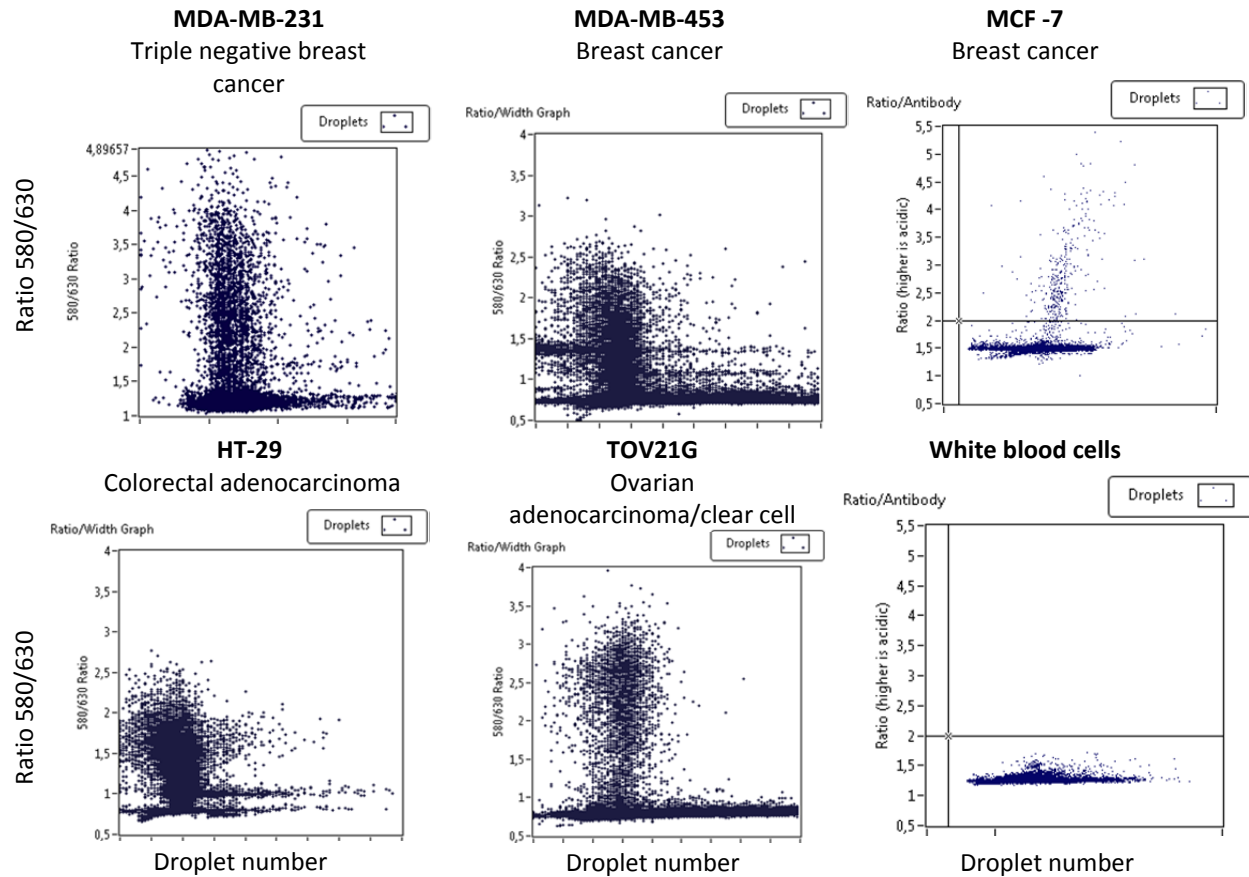 MDA-MB-231
Triple negative breast
cancer
Droplets
4,89657
4,5
4
3,5
3
2,5
2
1,5
1
580/630 Ratio
Ratio 580/630
MDA-MB-453
Breast cancer
Droplets
Ratio/Width Graph
4
3,5
3
2,5
2
1,5
1
0,5
580/630 Ratio
MCF -7
Breast cancer
Droplets
Ratio/Antibody
5,5
5
4,5
4
3,5
3
2,5
2
1,5
1
0,5
Ratio (higher is acidic)
HT-29
Colorectal adenocarcinoma
Droplets
Ratio/Width Graph
4
3,5
3
2,5
2
1,5
1
0,5
580/630 Ratio
Ratio 580/630
Droplet number
TOV21G
Ovarian
adenocarcinoma/clear cell
Droplets
Ratio/Width Graph
4
3,5
3
2,5
2
1,5
1
0,5
580/630 Ratio
Droplet number
White blood cells
Droplets
Ratio/Antibody
5,5
5
4,5
4
3,5
3
2,5
2
1,5
1
0,5
Ratio (higher is acidic)
Droplet number